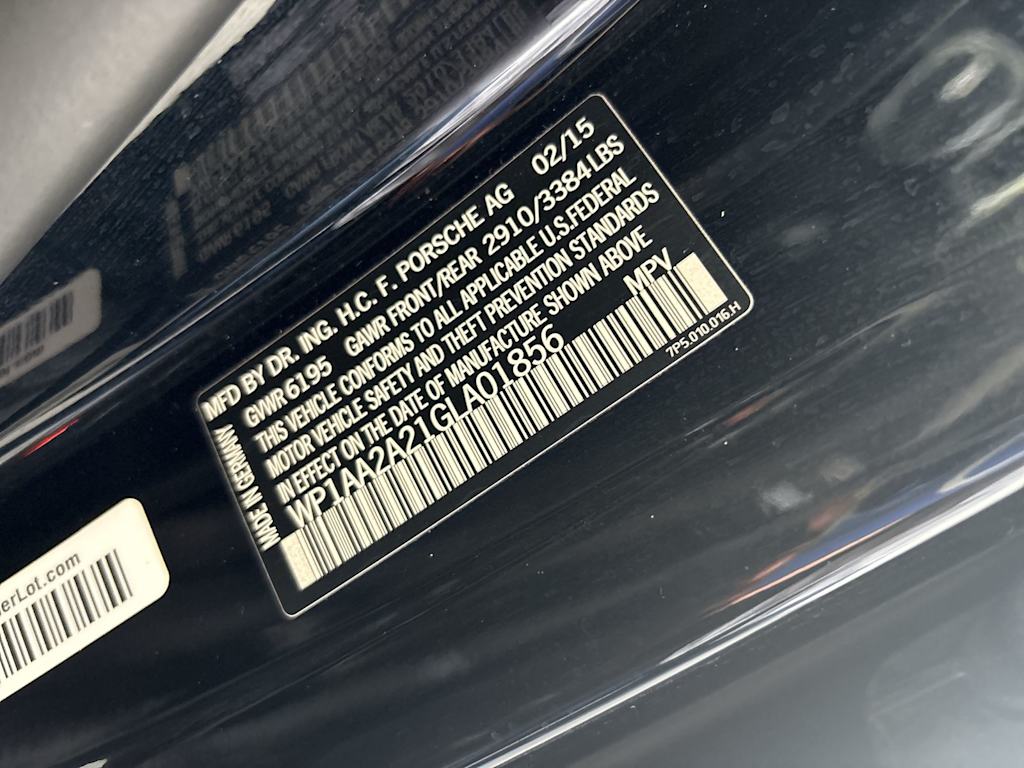 MFD BY DR. ING. H.C. F. PORSCHE AG 02/15
GVWR 6195 GAWR FRONT/REAR 2910/3384LBS
THIS VEHICLE CONFORMS TO ALL APPLICABLE U.S.FEDERAL
MOTOR VEHICLE SAFETY AND THEFT PREVENTION STANDARDS
IN EFFECT ON THE DATE OF MANUFACTURE SHOWN ABOVE
WP1AA2A21GLA01856 MPV
MADE IN GERMANY
7P5.010.016.H
erLot.com